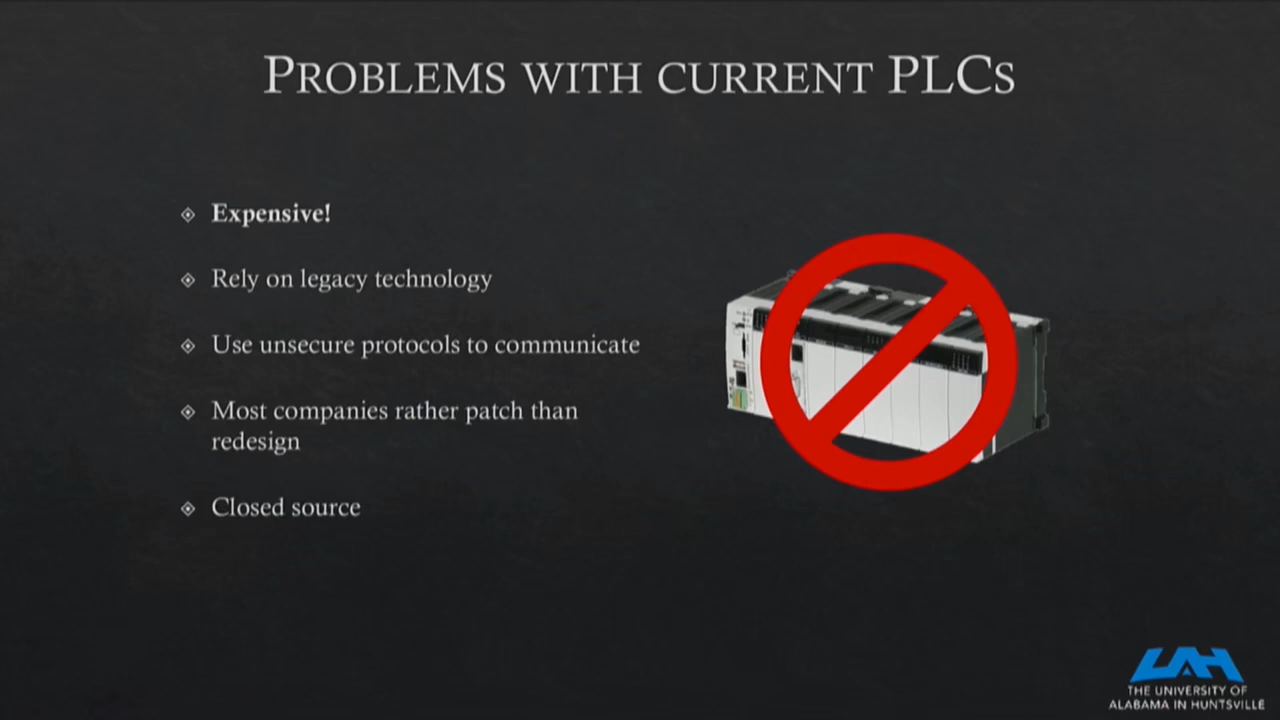 PROBLEMS WITH CURRENT PLCS
Expensive!
Rely on legacy technology
Use unsecure protocols to communicate
Most companies rather patch than
redesign
Closed source
UAH
THE UNIVERSITY OF
ALABAMA IN HUNTSVILLE